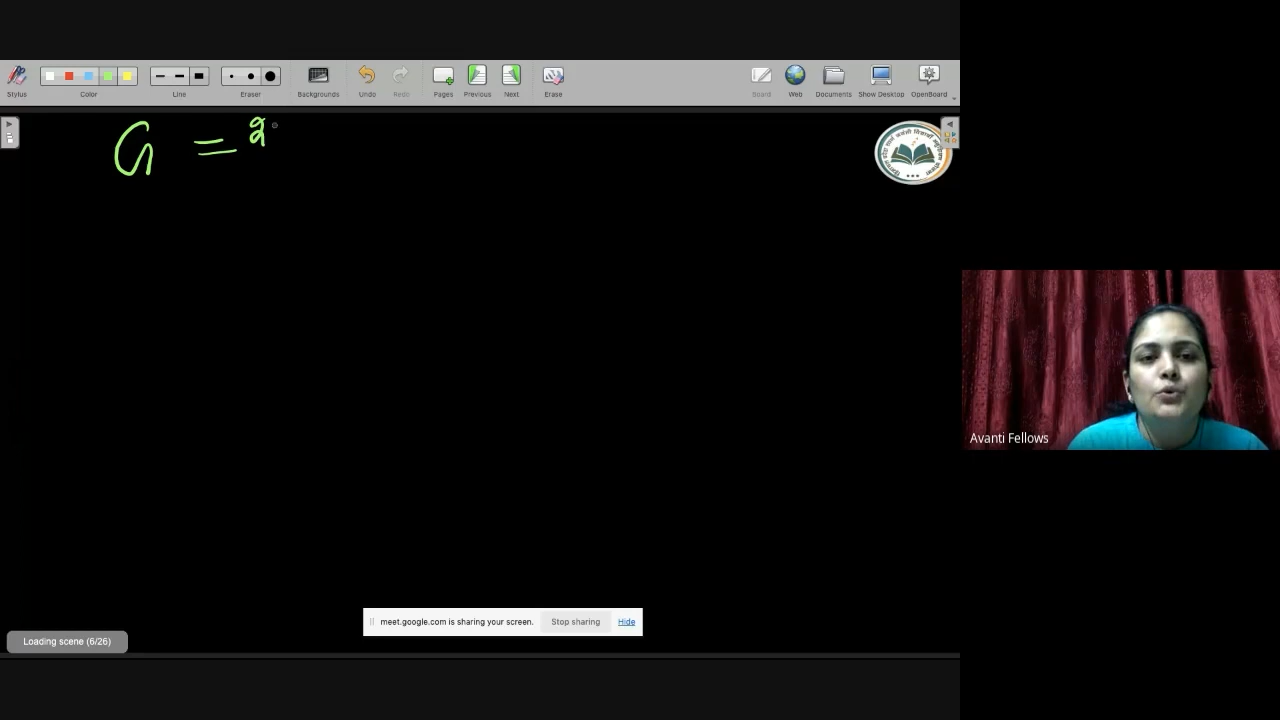 Stylus Color Line Eraser Backgrounds Undo Redo Pages Previous Next Erase Board Web Documents Show Desktop OpenBoard
G =
Avanti Fellows
meet.google.com is sharing your screen. Stop sharing Hide
Loading scene (6/26)